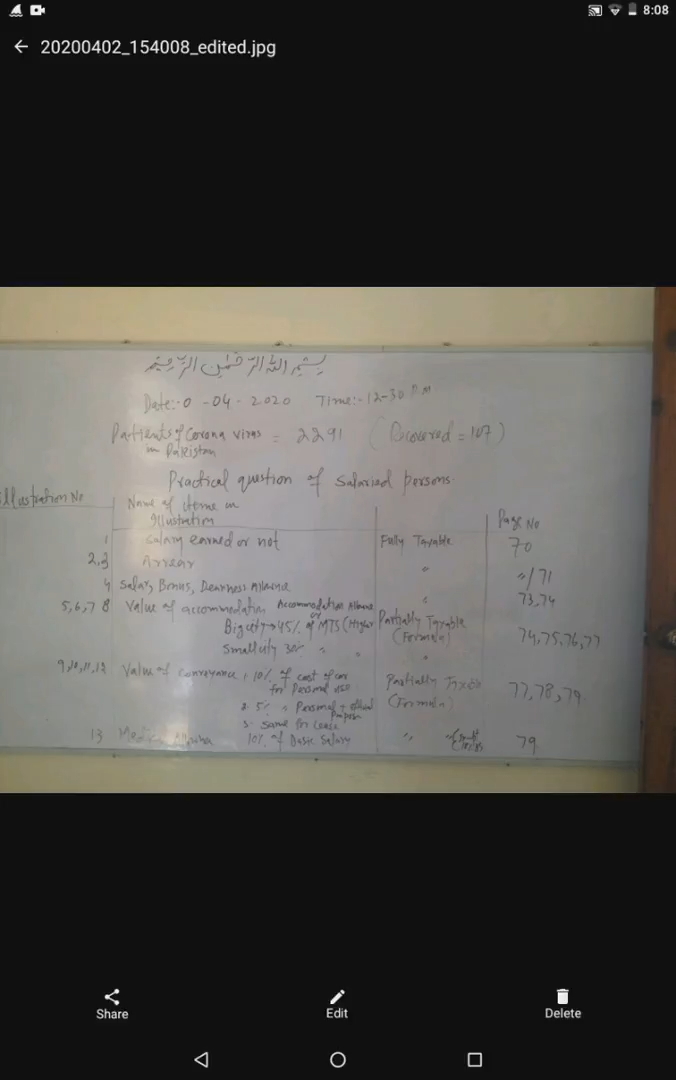 8:08
20200402_154008_edited.jpg
بسم اللہ الرحمٰن الرحیم
Date:-0 -04-2020 Time:-12-30 PM
Patients of Corona virus in Pakistan = 2291 (Recovered = 107)
Practical question of Salaried Persons.
Illustration No
Name of items in Illustration
Page No
1 Salary earned or not Fully Taxable 70
2,3 Arrear " "/71
4 Salary, Bonus, Dearness Allowance " 73,74
5,6,7 8 Value of accommodation Accommodation Allowance or
Big city → 45% of MTS (Higher Partially Taxable (Formula) 74,75,76,77
Small city 30% " " "
9,10,11,12 Value of Conveyance 1 10% of cost of car for Personal use Partially Taxable (Formula) 77,78,79
2. 5% " Personal + official Purpose
3- Same for Lease
13 Medical Allowance 10% of Basic Salary " 79
Share
Edit
Delete